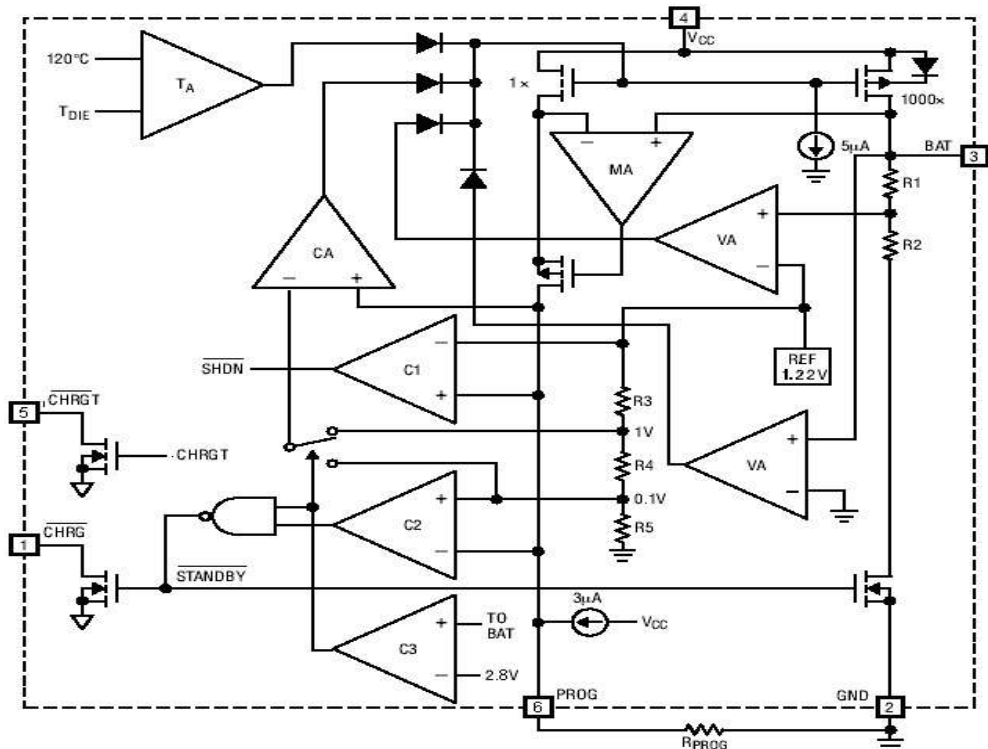 4
VCC
120°C
TA
TDIE
1×
1000×
5µA
BAT
3
MA
R1
VA
R2
CA
REF
1.22V
SHDN
C1
R3
5
CHRGT
1V
CHRGT
R4
VA
0.1V
C2
R5
1
CHRG
STANDBY
3µA
TO
BAT
VCC
C3
2.8V
PROG
6
GND
2
RPROG